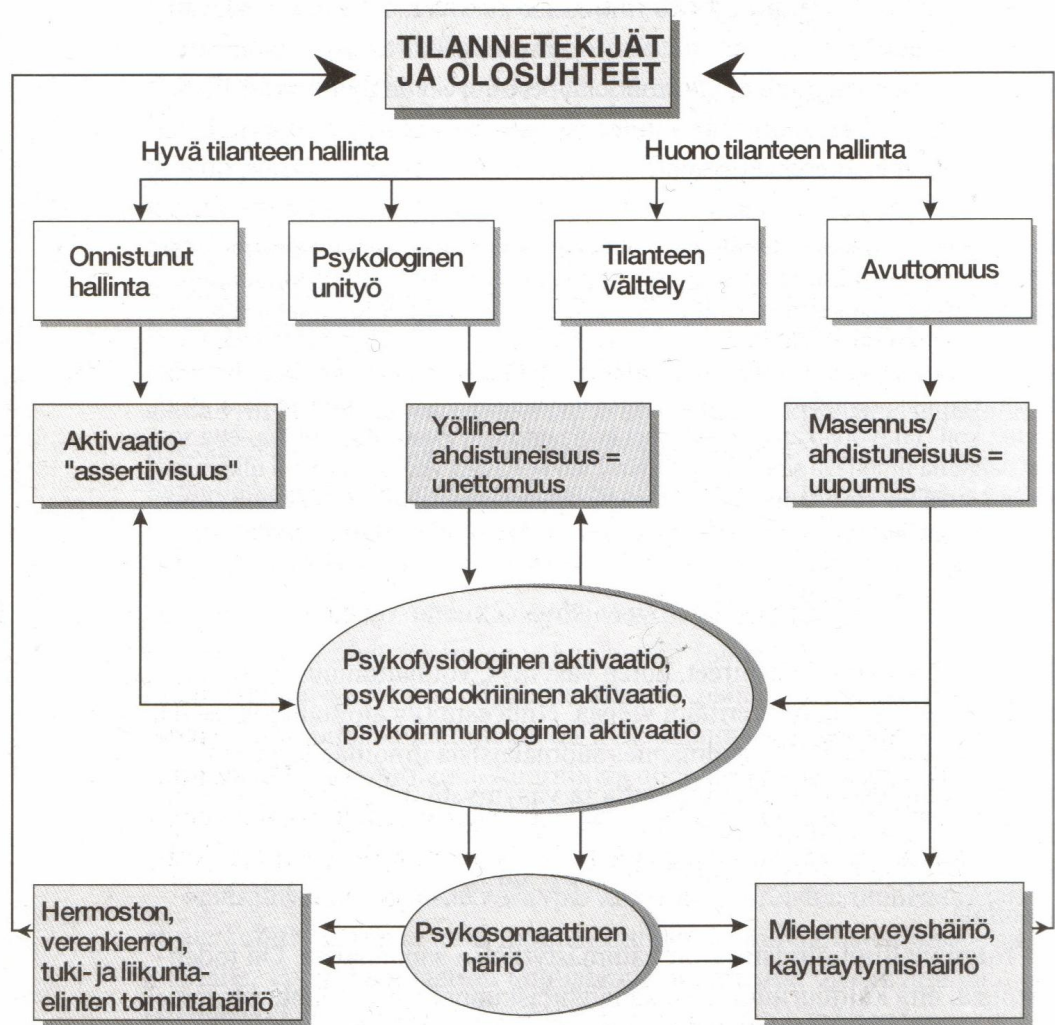 TILANNETEKIJÄT
JA OLOSUHTEET
Hyvä tilanteen hallinta
Huono tilanteen hallinta
Onnistunut
hallinta
Psykologinen
unityö
Tilanteen
välttely
Avuttomuus
Aktivaatio-
"assertiivisuus"
Yöllinen
ahdistuneisuus =
unettomuus
Masennus/
ahdistuneisuus =
uupumus
Psykofysiologinen aktivaatio,
psykoendokriininen aktivaatio,
psykoimmunologinen aktivaatio
Hermoston,
verenkierron,
tuki- ja liikunta-
elinten toimintahäiriö
Psykosomaattinen
häiriö
Mielenterveyshäiriö,
käyttäytymishäiriö